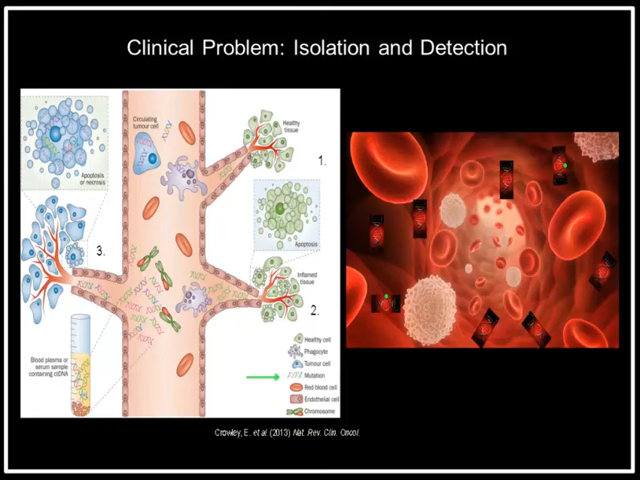 Clinical Problem: Isolation and Detection
Circulating
tumour cell
Healthy
tissue
1.
Apoptosis
or necrosis
Apoptosis
3.
Inflamed
tissue
2.
Blood plasma or
serum sample
containing ctDNA
Healthy cell
Phagocyte
Tumour cell
Mutation
Red blood cell
Endothelial cell
Chromosome
Crowley, E. et al. (2013) Nat. Rev. Clin. Oncol.